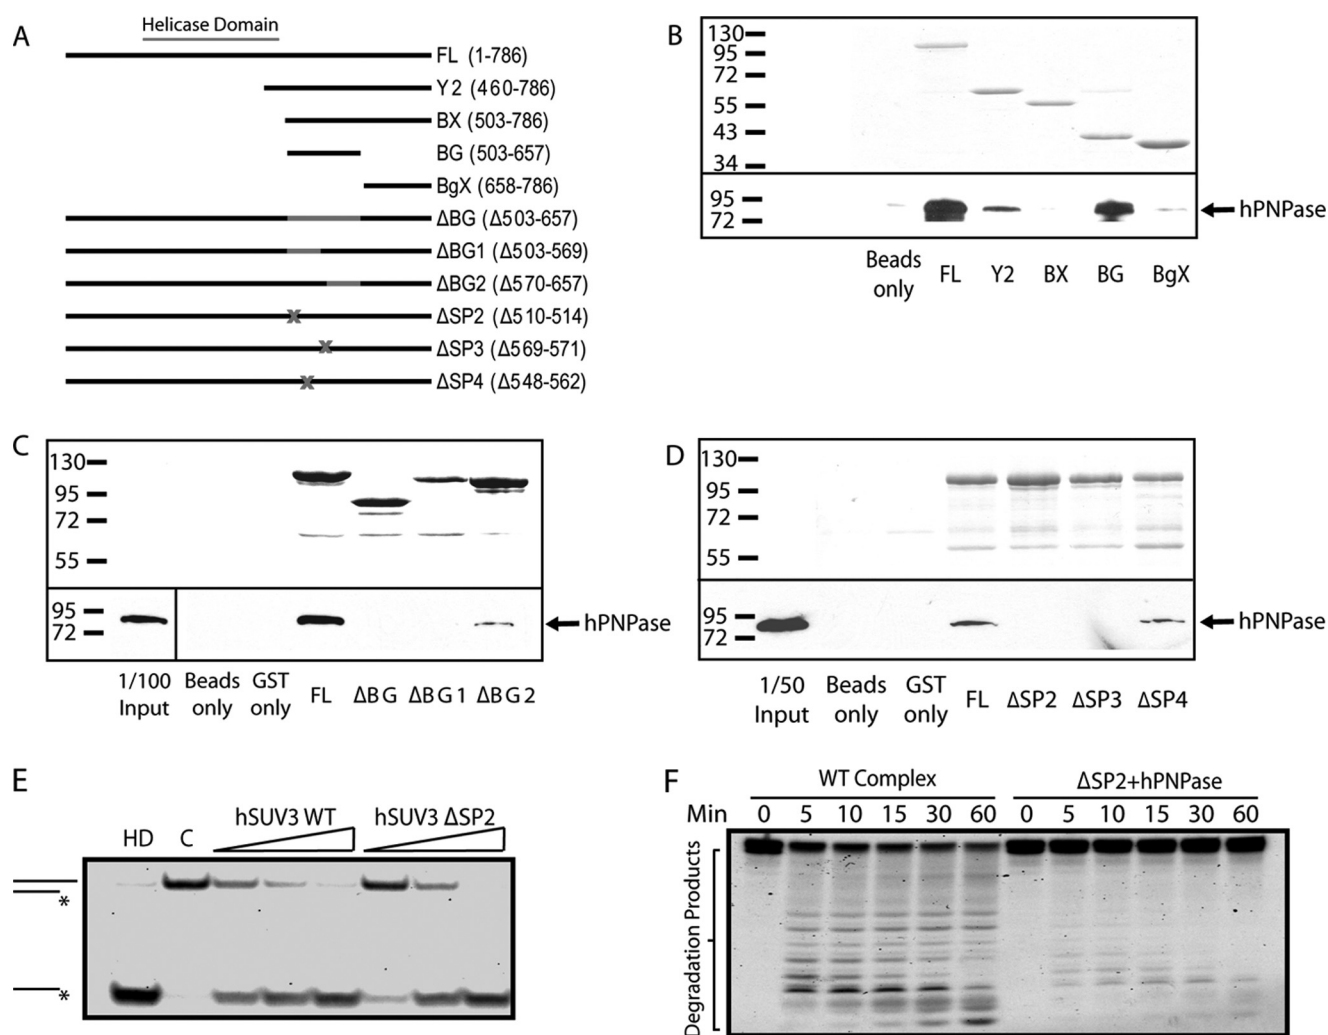 A
Helicase Domain
FL (1-786)
Y2 (460-786)
BX (503-786)
BG (503-657)
BgX (658-786)
ΔBG (Δ503-657)
ΔBG1 (Δ503-569)
ΔBG2 (Δ570-657)
ΔSP2 (Δ510-514)
ΔSP3 (Δ569-571)
ΔSP4 (Δ548-562)
B
130
95
72
55
43
34
95
72
hPNPase
Beads only FL Y2 BX BG BgX
C
130
95
72
55
95
72
hPNPase
1/100 Input Beads only GST only FL ΔBG ΔBG1 ΔBG2
D
130
95
72
55
95
72
hPNPase
1/50 Input Beads only GST only FL ΔSP2 ΔSP3 ΔSP4
E
HD C hSUV3 WT hSUV3 ΔSP2
*
*
F
WT Complex ΔSP2+hPNPase
Min 0 5 10 15 30 60 0 5 10 15 30 60
Degradation Products